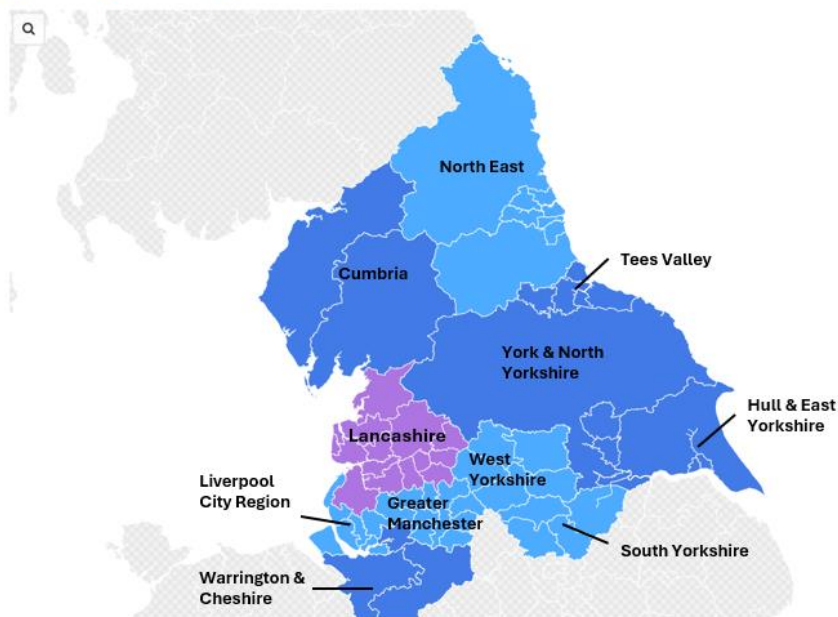 North East
Tees Valley
Cumbria
York & North
Yorkshire
Hull & East
Yorkshire
Lancashire
West
Yorkshire
Liverpool
City Region
Greater
Manchester
South Yorkshire
Warrington &
Cheshire